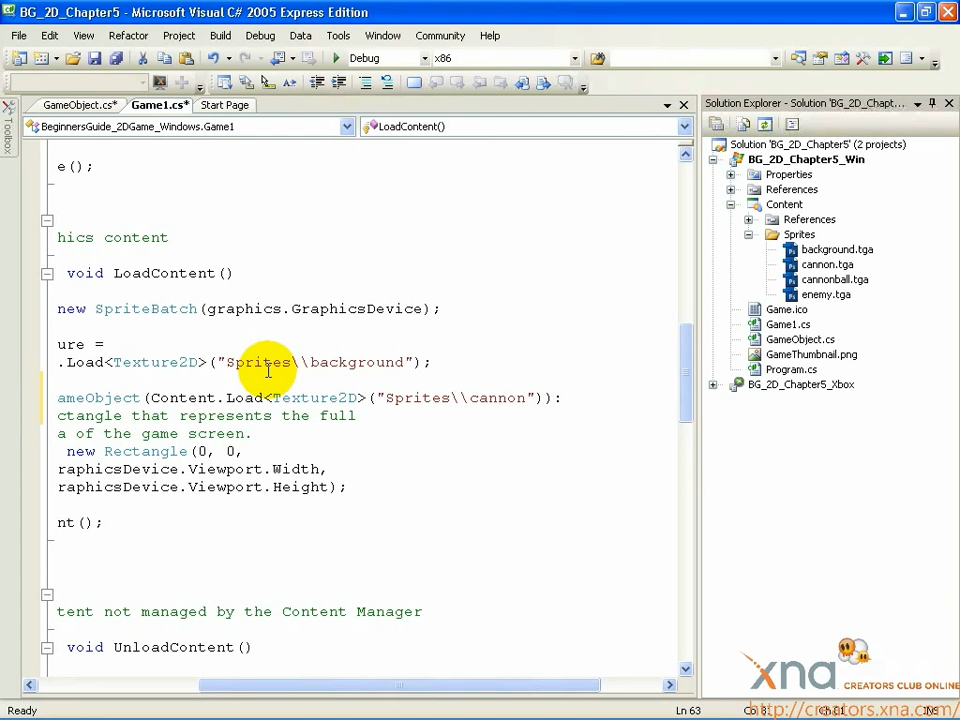 BG_2D_Chapter5 - Microsoft Visual C# 2005 Express Edition
File Edit View Refactor Project Build Debug Data Tools Window Community Help
Debug x86
GameObject.cs* Game1.cs* Start Page
BeginnersGuide_2DGame_Windows.Game1 LoadContent()
Toolbox
e();
hics content
void LoadContent()
new SpriteBatch(graphics.GraphicsDevice);
ure =
.Load<Texture2D>("Sprites\\background");
ameObject(Content.Load<Texture2D>("Sprites\\cannon")):
ctangle that represents the full
a of the game screen.
new Rectangle(0, 0,
raphicsDevice.Viewport.Width,
raphicsDevice.Viewport.Height);
nt();
tent not managed by the Content Manager
void UnloadContent()
Solution Explorer - Solution 'BG_2D_Chapt...
Solution 'BG_2D_Chapter5' (2 projects)
BG_2D_Chapter5_Win
Properties
References
Content
References
Sprites
background.tga
cannon.tga
cannonball.tga
enemy.tga
Game.ico
Game1.cs
GameObject.cs
GameThumbnail.png
Program.cs
BG_2D_Chapter5_Xbox
xna CREATORS CLUB ONLINE
http://creators.xna.com/
Ready Ln 63